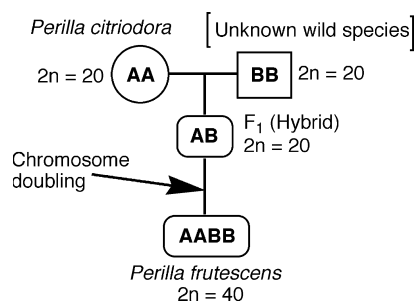 Perilla citriodora
[Unknown wild species]
2n = 20
AA
BB
2n = 20
AB
F₁ (Hybrid)
2n = 20
Chromosome
doubling
AABB
Perilla frutescens
2n = 40